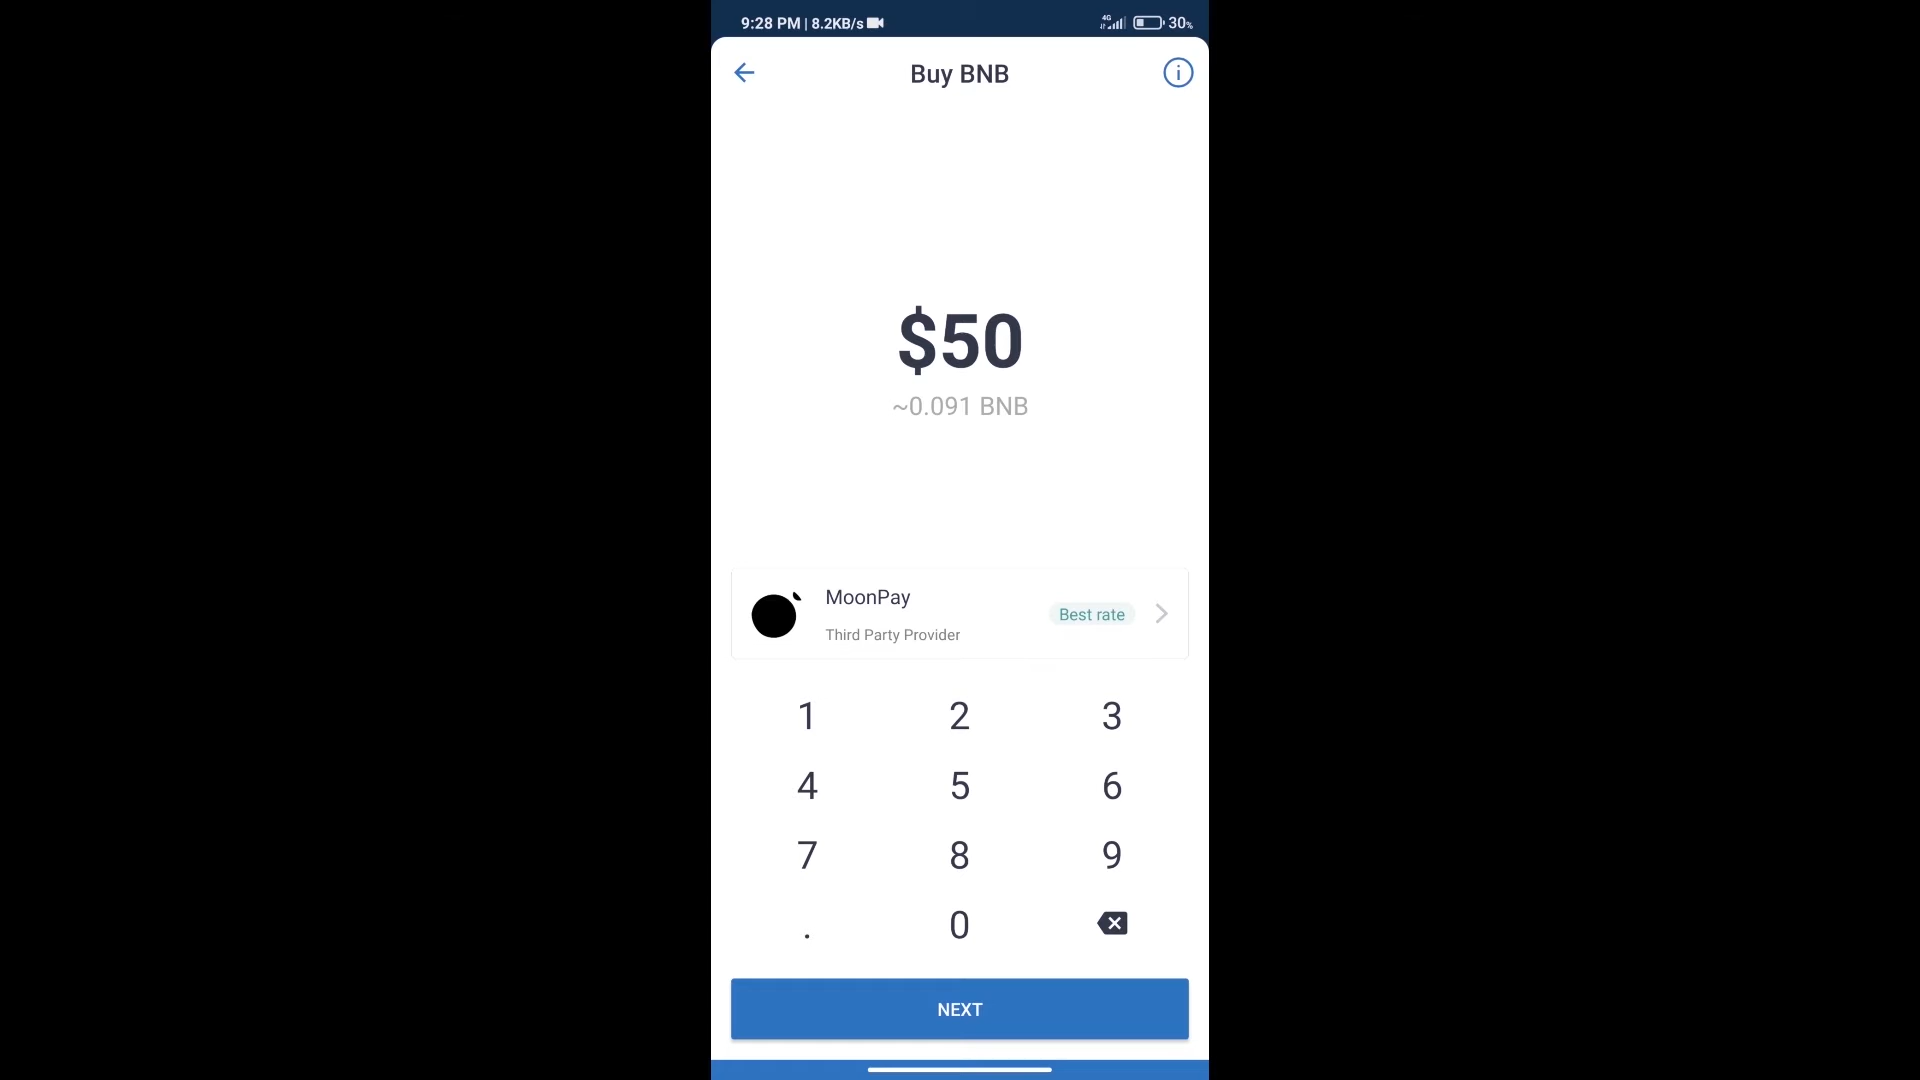 9:28 PM | 8.2KB/s 4G 30%
Buy BNB
$50
~0.091 BNB
MoonPay
Best rate
Third Party Provider
1 2 3
4 5 6
7 8 9
. 0
NEXT